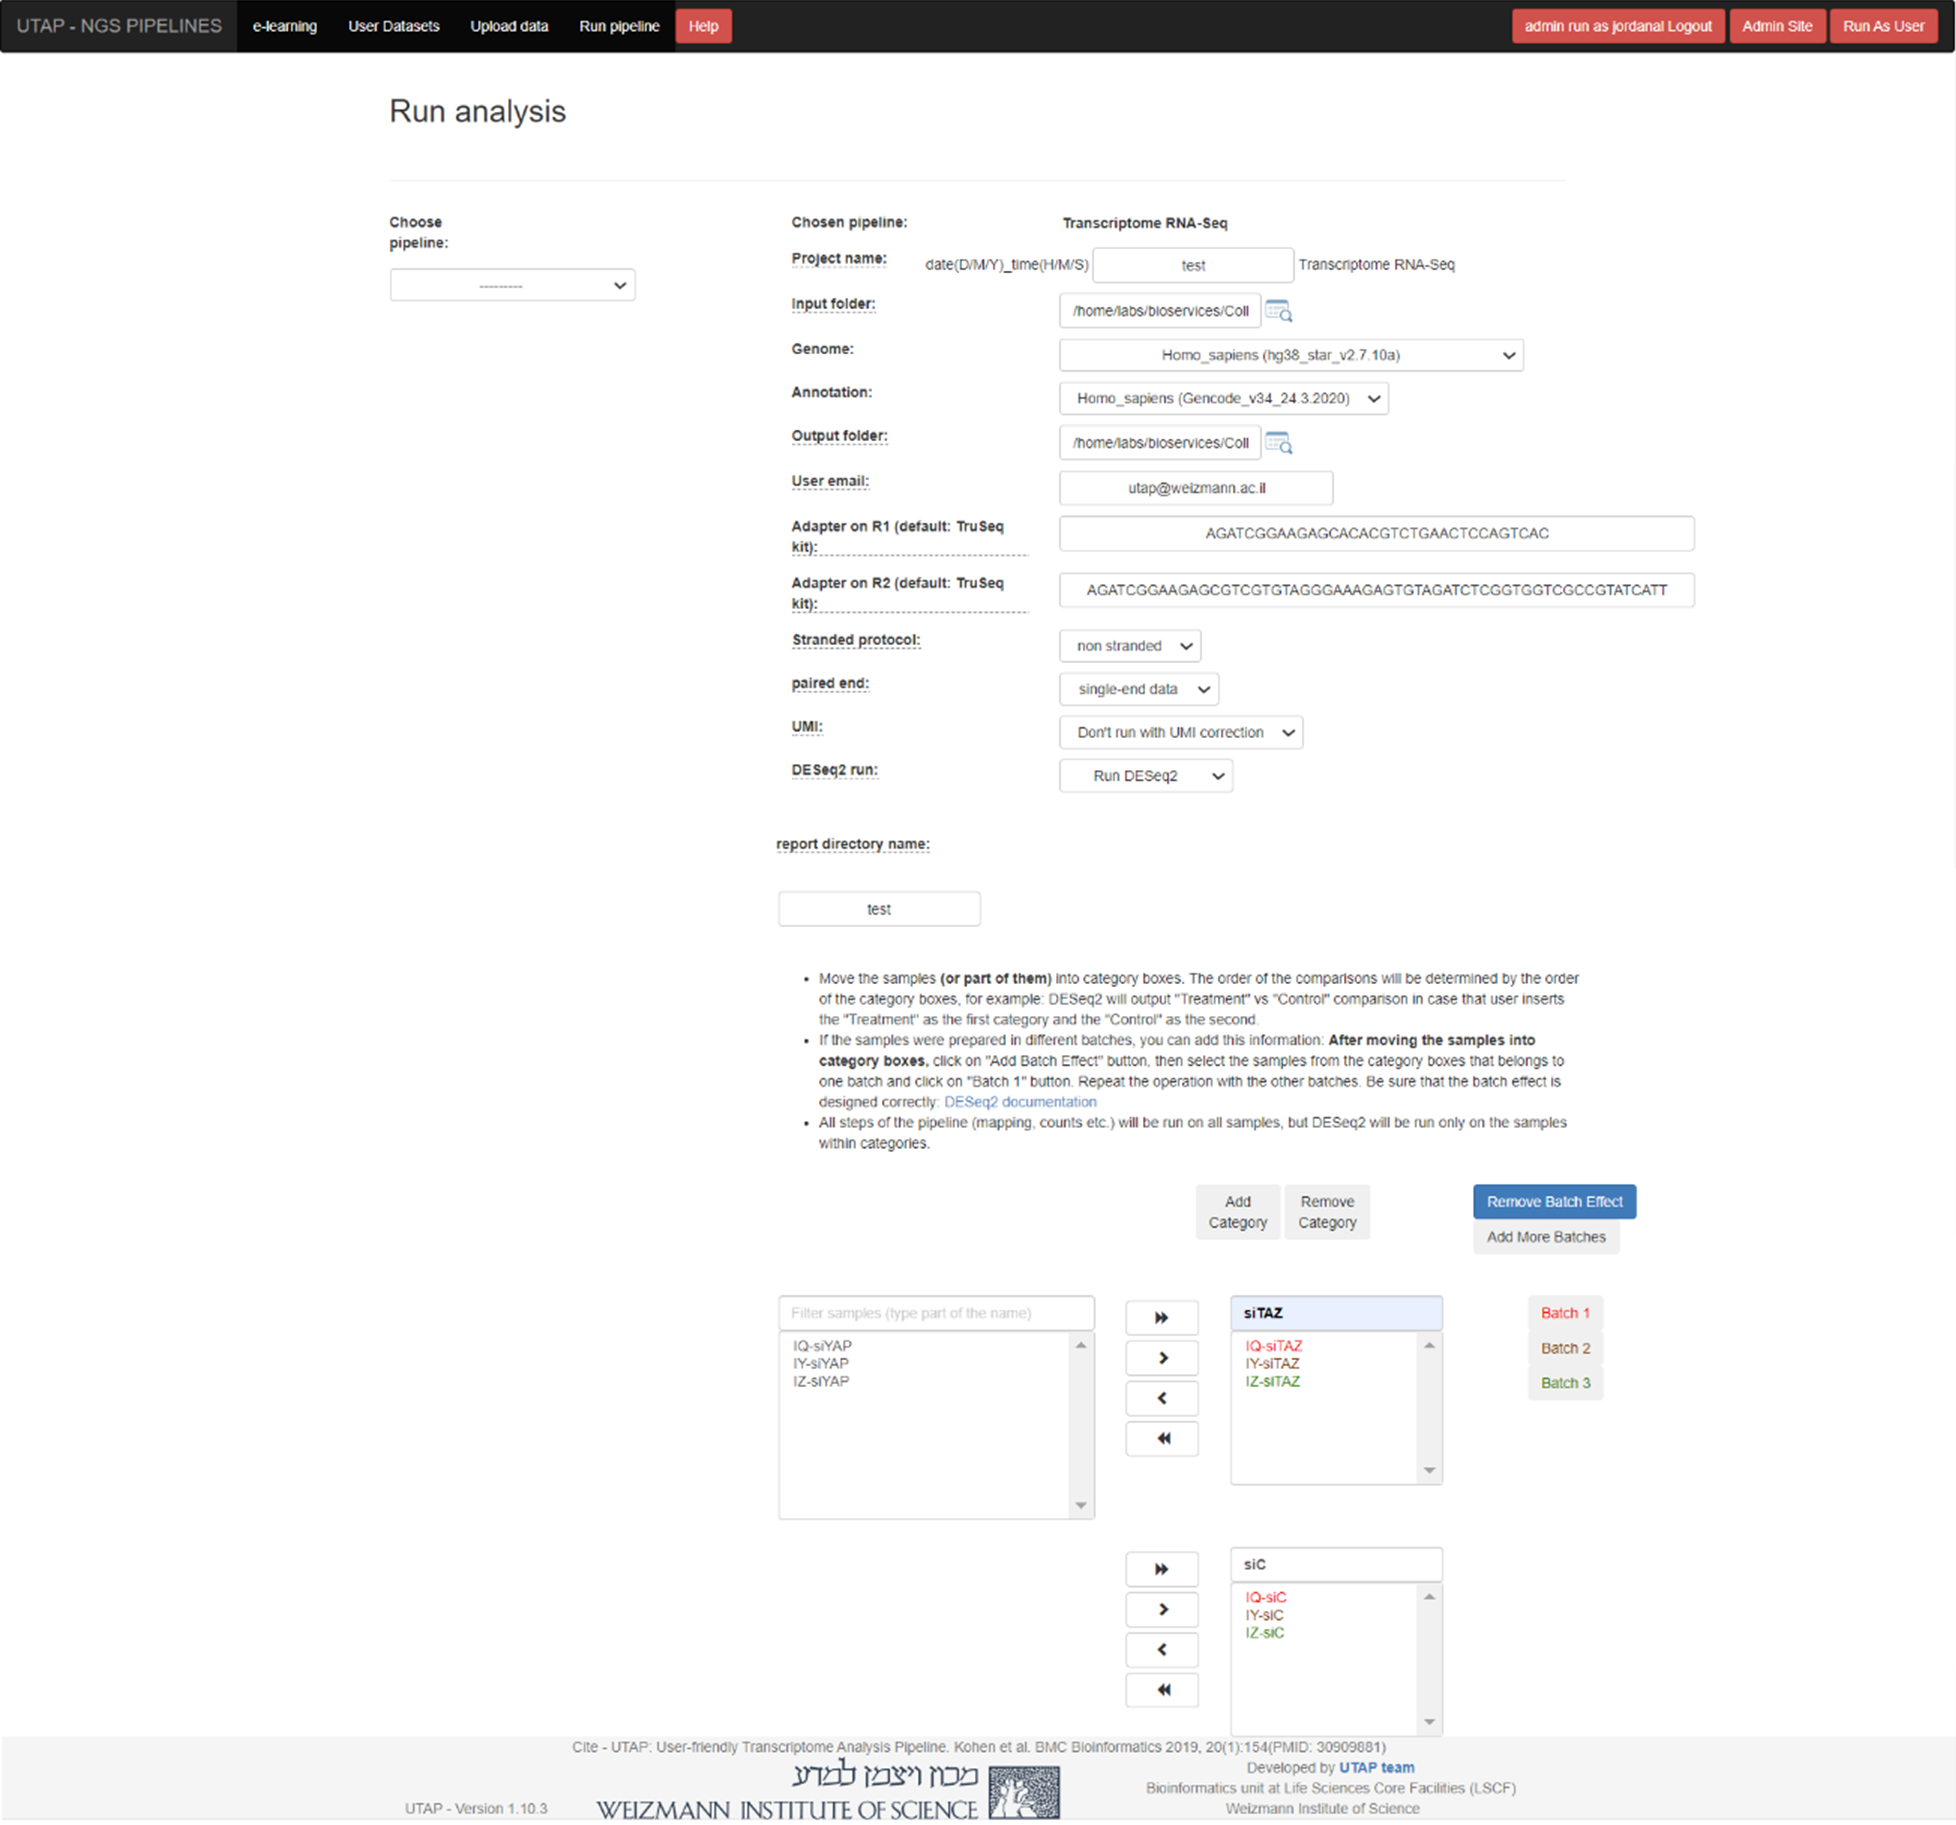 UTAP - NGS PIPELINES e-learning User Datasets Upload data Run pipeline Help admin run as jordanal Logout Admin Site Run As User
Run analysis
Choose
pipeline:
---------
Chosen pipeline: Transcriptome RNA-Seq
Project name: date(D/M/Y)_time(H/M/S) test Transcriptome RNA-Seq
Input folder: /home/labs/bioservices/Coll
Genome: Homo_sapiens (hg38_star_v2.7.10a)
Annotation: Homo_sapiens (Gencode_v34_24.3.2020)
Output folder: /home/labs/bioservices/Coll
User email: utap@weizmann.ac.il
Adapter on R1 (default: TruSeq
kit): AGATCGGAAGAGCACACGTCTGAACTCCAGTCAC
Adapter on R2 (default: TruSeq
kit): AGATCGGAAGAGCGTCGTGTAGGGAAAGAGTGTAGATCTCGGTGGTCGCCGTATCATT
Stranded protocol: non stranded
paired end: single-end data
UMI: Don't run with UMI correction
DESeq2 run: Run DESeq2
report directory name:
test
• Move the samples (or part of them) into category boxes. The order of the comparisons will be determined by the order
of the category boxes, for example: DESeq2 will output "Treatment" vs "Control" comparison in case that user inserts
the "Treatment" as the first category and the "Control" as the second.
• If the samples were prepared in different batches, you can add this information: After moving the samples into
category boxes, click on "Add Batch Effect" button, then select the samples from the category boxes that belongs to
one batch and click on "Batch 1" button. Repeat the operation with the other batches. Be sure that the batch effect is
designed correctly: DESeq2 documentation
• All steps of the pipeline (mapping, counts etc.) will be run on all samples, but DESeq2 will be run only on the samples
within categories.
Add
Category
Remove
Category
Remove Batch Effect
Add More Batches
Filter samples (type part of the name)
IQ-siYAP
IY-siYAP
IZ-siYAP
siTAZ
IQ-siTAZ
IY-siTAZ
IZ-siTAZ
Batch 1
Batch 2
Batch 3
siC
IQ-siC
IY-siC
IZ-siC
Cite - UTAP: User-friendly Transcriptome Analysis Pipeline. Kohen et al. BMC Bioinformatics 2019, 20(1):154(PMID: 30909881)
UTAP - Version 1.10.3
מכון ויצמן למדע
WEIZMANN INSTITUTE OF SCIENCE
Developed by UTAP team
Bioinformatics unit at Life Sciences Core Facilities (LSCF)
Weizmann Institute of Science